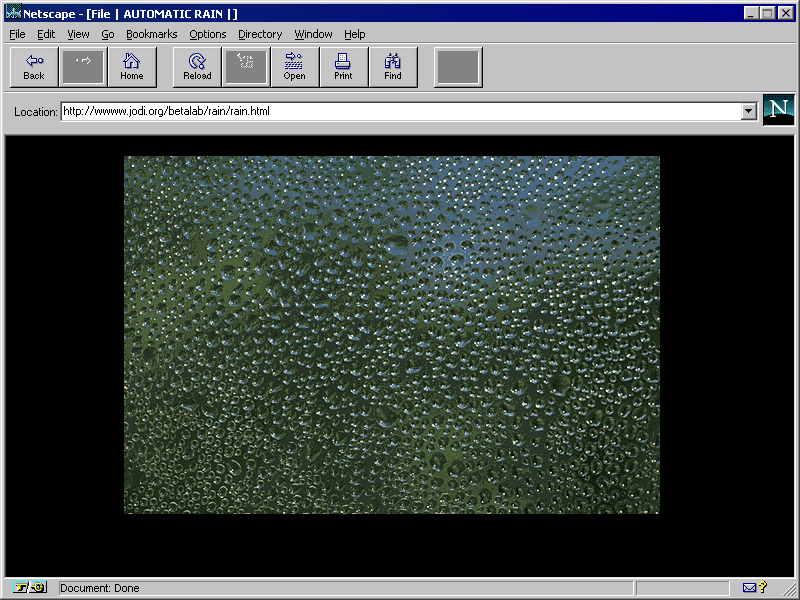 Netscape - [File | AUTOMATIC RAIN |]
File Edit View Go Bookmarks Options Directory Window Help
Back Home Reload Open Print Find
Location: http://wwwww.jodi.org/betalab/rain/rain.html
N
Document: Done